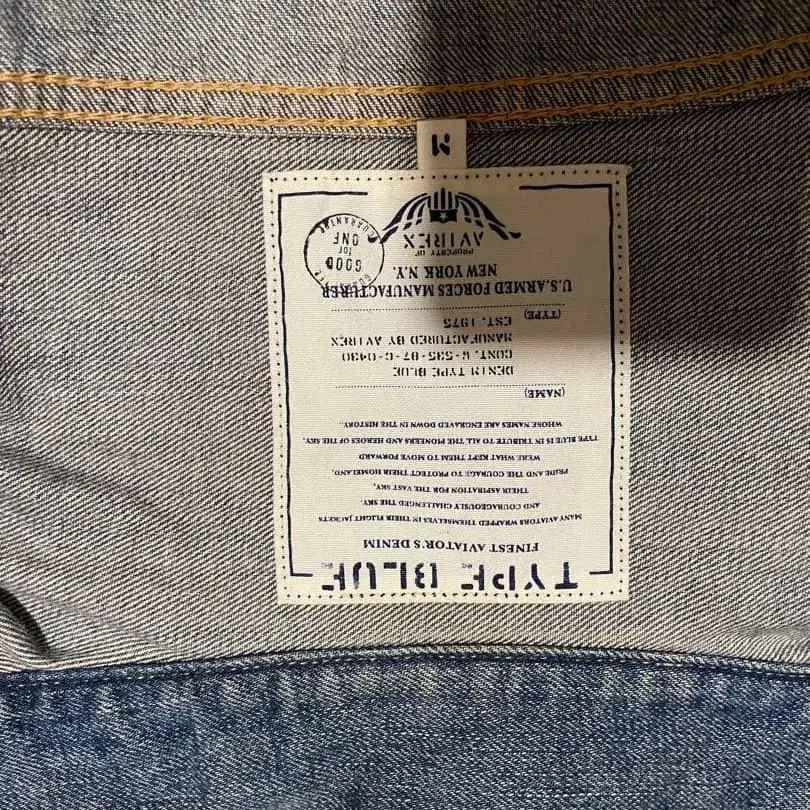 TYPE BLUE
FINEST AVIATOR'S DENIM
MANY AVIATORS WRAPPED THEMSELVES IN THEIR FLIGHT JACKETS
AND COURAGEOUSLY CHALLENGED THE SKY.
THEIR ASPIRATION FOR THE VAST SKY,
PRIDE AND THE COURAGE TO PROTECT THEIR HOMELAND,
WERE WHAT KEPT THEM TO MOVE FORWARD
TYPE BLUE IS IN TRIBUTE TO ALL THE PIONEERS AND HEROES OF THE SKY,
WHOSE NAMES ARE ENGRAVED DOWN IN THE HISTORY..
(NAME)
DENIM TYPE BLUE
CONT. W-535-87-C-0430
MANUFACTURED BY AVIREX
(TYPE) EST. 1975
U.S.ARMED FORCES MANUFACTURER
NEW YORK N.Y.
PROPERTY OF
AVIREX
GOOD
for
ONE
M